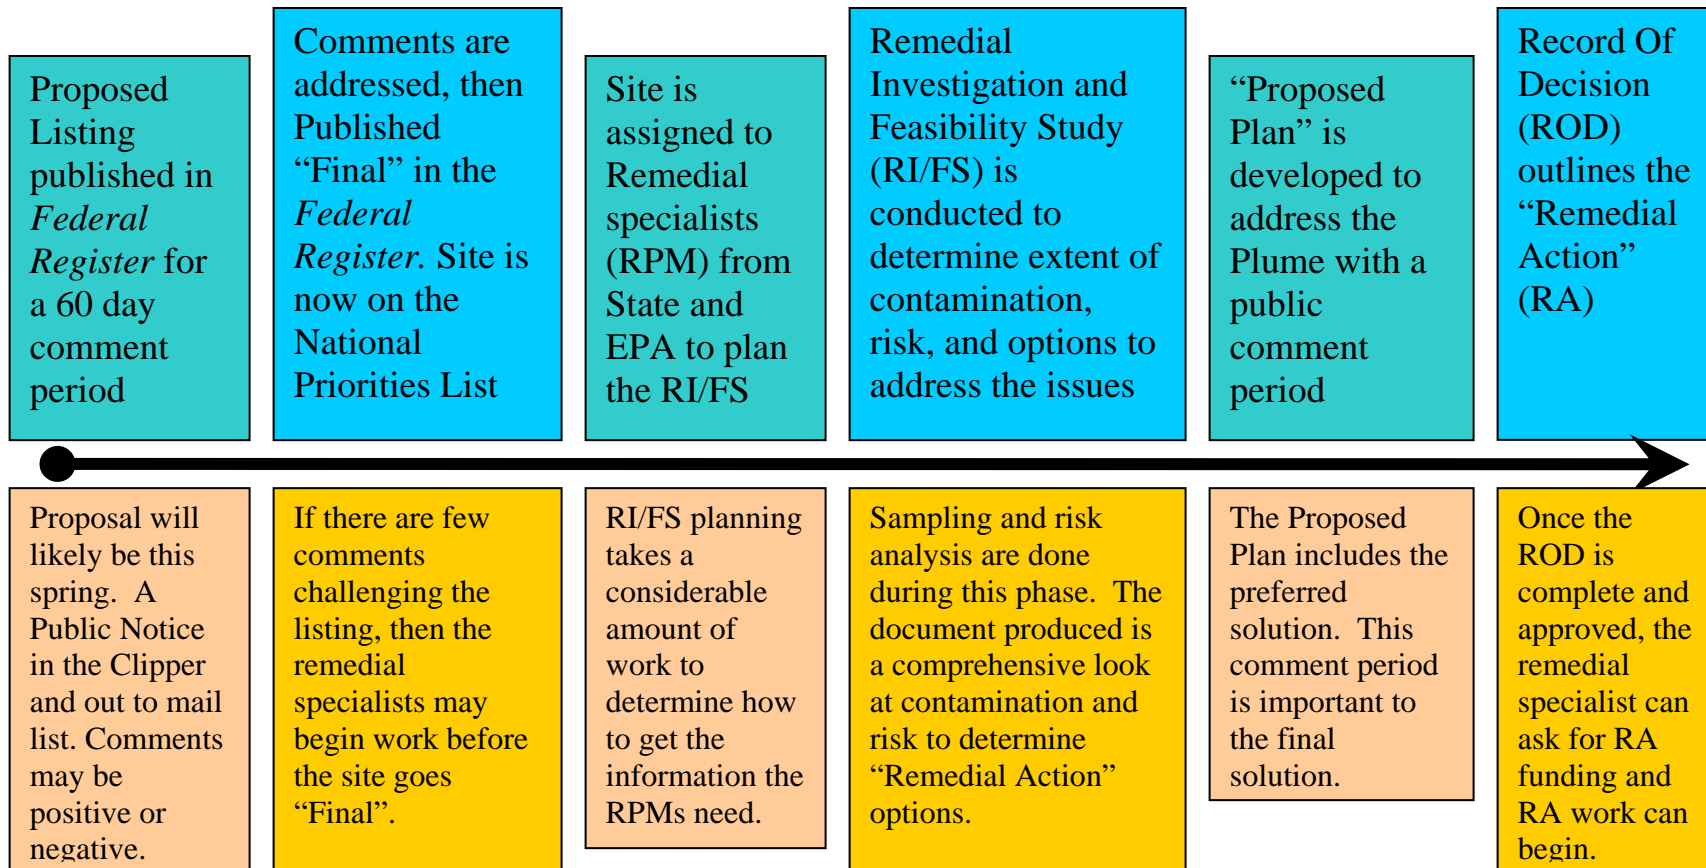 Proposed
Listing
published in
Federal
Register for
a 60 day
comment
period
Comments are
addressed, then
Published
“Final” in the
Federal
Register. Site is
now on the
National
Priorities List
Site is
assigned to
Remedial
specialists
(RPM) from
State and
EPA to plan
the RI/FS
Remedial
Investigation and
Feasibility Study
(RI/FS) is
conducted to
determine extent of
contamination,
risk, and options to
address the issues
“Proposed
Plan” is
developed to
address the
Plume with a
public
comment
period
Record Of
Decision
(ROD)
outlines the
“Remedial
Action”
(RA)
Proposal will
likely be this
spring. A
Public Notice
in the Clipper
and out to mail
list. Comments
may be
positive or
negative.
If there are few
comments
challenging the
listing, then the
remedial
specialists may
begin work before
the site goes
“Final”.
RI/FS planning
takes a
considerable
amount of
work to
determine how
to get the
information the
RPMs need.
Sampling and risk
analysis are done
during this phase. The
document produced is
a comprehensive look
at contamination and
risk to determine
“Remedial Action”
options.
The Proposed
Plan includes the
preferred
solution. This
comment period
is important to
the final
solution.
Once the
ROD is
complete and
approved, the
remedial
specialist can
ask for RA
funding and
RA work can
begin.